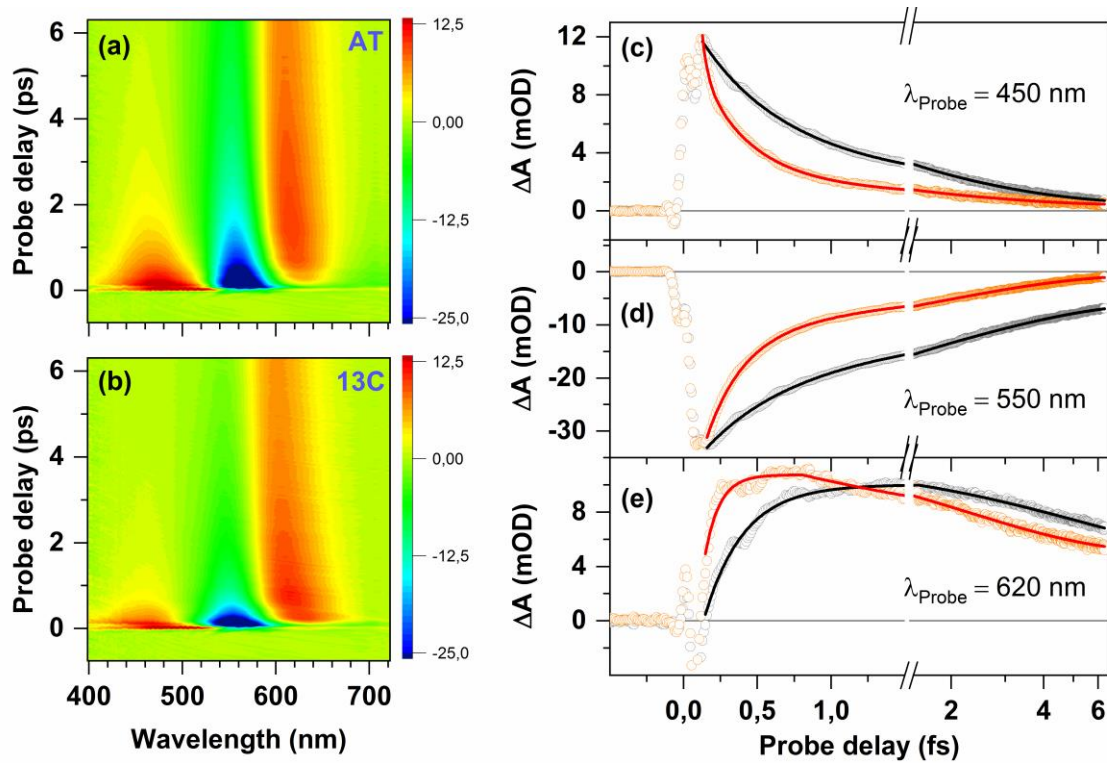 (a)
AT
Probe delay (ps)
6
4
2
0
12,5
0,00
-12,5
-25,0
(b)
13C
Probe delay (ps)
6
4
2
0
12,5
0,00
-12,5
-25,0
400
500
600
700
Wavelength (nm)
(c)
λProbe = 450 nm
ΔA (mOD)
12
8
4
0
(d)
λProbe = 550 nm
ΔA (mOD)
0
-10
-20
-30
(e)
λProbe = 620 nm
ΔA (mOD)
8
4
0
0,0
0,5
1,0
2
4
6
Probe delay (fs)